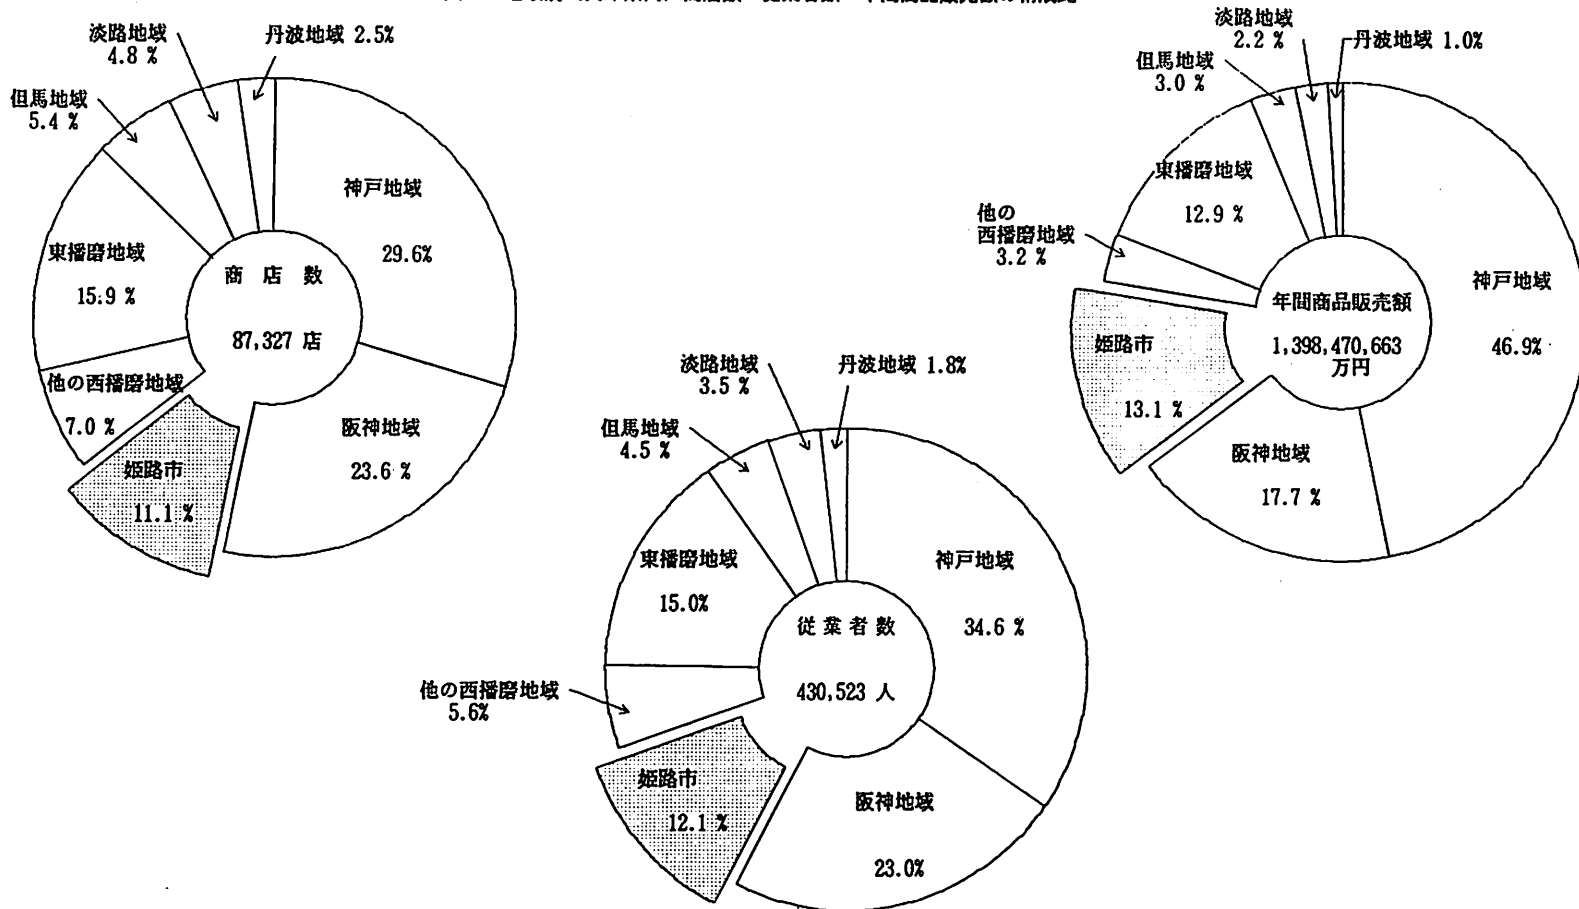 淡路地域
4.8 %
丹波地域 2.5%
但馬地域
5.4 %
東播磨地域
15.9 %
他の西播磨地域
7.0 %
姫路市
11.1 %
神戸地域
29.6%
阪神地域
23.6 %
商 店 数
87,327 店
淡路地域
3.5 %
丹波地域 1.8%
但馬地域
4.5 %
東播磨地域
15.0%
他の西播磨地域
5.6%
姫路市
12.1 %
神戸地域
34.6 %
阪神地域
23.0%
従 業 者 数
430,523 人
淡路地域
2.2 %
丹波地域 1.0%
但馬地域
3.0 %
東播磨地域
12.9 %
他の
西播磨地域
3.2 %
姫路市
13.1 %
神戸地域
46.9%
阪神地域
17.7 %
年間商品販売額
1,398,470,663
万円